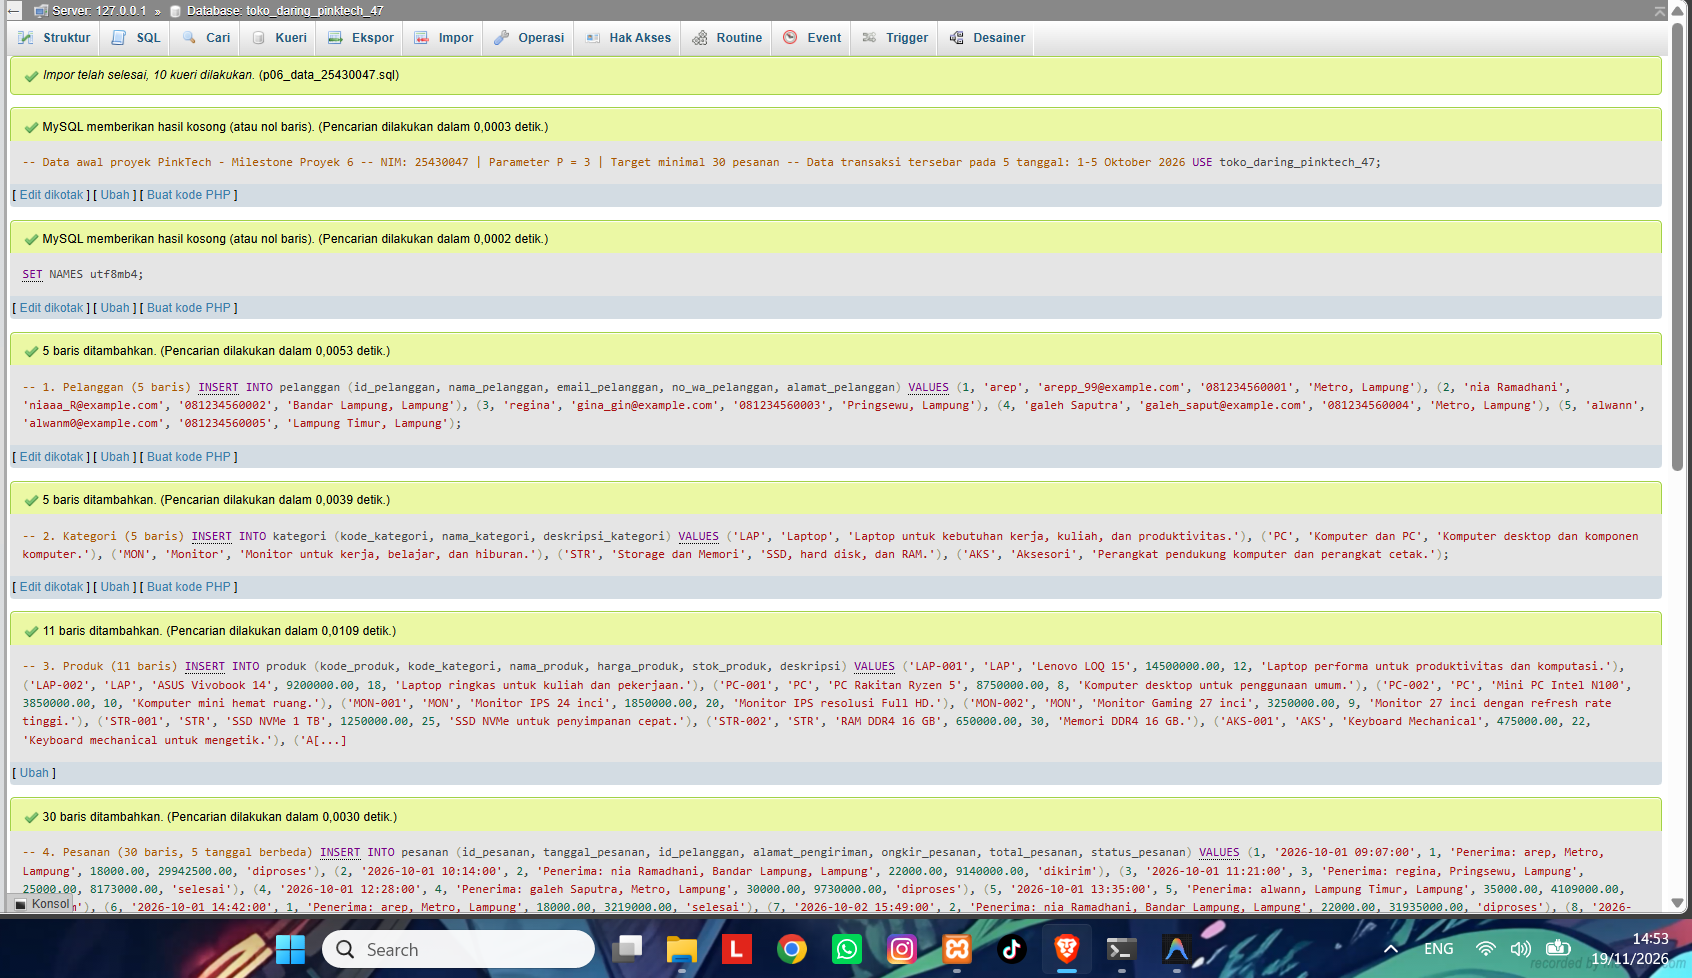 ← Server: 127.0.0.1 » Database: toko_daring_pinktech_47
Struktur SQL Cari Kueri Ekspor Impor Operasi Hak Akses Routine Event Trigger Desainer
Impor telah selesai, 10 kueri dilakukan. (p06_data_25430047.sql)
MySQL memberikan hasil kosong (atau nol baris). (Pencarian dilakukan dalam 0,0003 detik.)
-- Data awal proyek PinkTech - Milestone Proyek 6 -- NIM: 25430047 | Parameter P = 3 | Target minimal 30 pesanan -- Data transaksi tersebar pada 5 tanggal: 1-5 Oktober 2026 USE toko_daring_pinktech_47;
[ Edit dikotak ] [ Ubah ] [ Buat kode PHP ]
MySQL memberikan hasil kosong (atau nol baris). (Pencarian dilakukan dalam 0,0002 detik.)
SET NAMES utf8mb4;
[ Edit dikotak ] [ Ubah ] [ Buat kode PHP ]
5 baris ditambahkan. (Pencarian dilakukan dalam 0,0053 detik.)
-- 1. Pelanggan (5 baris) INSERT INTO pelanggan (id_pelanggan, nama_pelanggan, email_pelanggan, no_wa_pelanggan, alamat_pelanggan) VALUES (1, 'arep', 'arepp_99@example.com', '081234560001', 'Metro, Lampung'), (2, 'nia Ramadhani',
'niaaa_R@example.com', '081234560002', 'Bandar Lampung, Lampung'), (3, 'regina', 'gina_gin@example.com', '081234560003', 'Pringsewu, Lampung'), (4, 'galeh Saputra', 'galeh_saput@example.com', '081234560004', 'Metro, Lampung'), (5, 'alwann',
'alwanm0@example.com', '081234560005', 'Lampung Timur, Lampung');
[ Edit dikotak ] [ Ubah ] [ Buat kode PHP ]
5 baris ditambahkan. (Pencarian dilakukan dalam 0,0039 detik.)
-- 2. Kategori (5 baris) INSERT INTO kategori (kode_kategori, nama_kategori, deskripsi_kategori) VALUES ('LAP', 'Laptop', 'Laptop untuk kebutuhan kerja, kuliah, dan produktivitas.'), ('PC', 'Komputer dan PC', 'Komputer desktop dan komponen
komputer.'), ('MON', 'Monitor', 'Monitor untuk kerja, belajar, dan hiburan.'), ('STR', 'Storage dan Memori', 'SSD, hard disk, dan RAM.'), ('AKS', 'Aksesori', 'Perangkat pendukung komputer dan perangkat cetak.');
[ Edit dikotak ] [ Ubah ] [ Buat kode PHP ]
11 baris ditambahkan. (Pencarian dilakukan dalam 0,0109 detik.)
-- 3. Produk (11 baris) INSERT INTO produk (kode_produk, kode_kategori, nama_produk, harga_produk, stok_produk, deskripsi) VALUES ('LAP-001', 'LAP', 'Lenovo LOQ 15', 14500000.00, 12, 'Laptop performa untuk produktivitas dan komputasi.'),
('LAP-002', 'LAP', 'ASUS Vivobook 14', 9200000.00, 18, 'Laptop ringkas untuk kuliah dan pekerjaan.'), ('PC-001', 'PC', 'PC Rakitan Ryzen 5', 8750000.00, 8, 'Komputer desktop untuk penggunaan umum.'), ('PC-002', 'PC', 'Mini PC Intel N100',
3850000.00, 10, 'Komputer mini hemat ruang.'), ('MON-001', 'MON', 'Monitor IPS 24 inci', 1850000.00, 20, 'Monitor IPS resolusi Full HD.'), ('MON-002', 'MON', 'Monitor Gaming 27 inci', 3250000.00, 9, 'Monitor 27 inci dengan refresh rate
tinggi.'), ('STR-001', 'STR', 'SSD NVMe 1 TB', 1250000.00, 25, 'SSD NVMe untuk penyimpanan cepat.'), ('STR-002', 'STR', 'RAM DDR4 16 GB', 650000.00, 30, 'Memori DDR4 16 GB.'), ('AKS-001', 'AKS', 'Keyboard Mechanical', 475000.00, 22,
'Keyboard mechanical untuk mengetik.'), ('A[...]
[ Ubah ]
30 baris ditambahkan. (Pencarian dilakukan dalam 0,0030 detik.)
-- 4. Pesanan (30 baris, 5 tanggal berbeda) INSERT INTO pesanan (id_pesanan, tanggal_pesanan, id_pelanggan, alamat_pengiriman, ongkir_pesanan, total_pesanan, status_pesanan) VALUES (1, '2026-10-01 09:07:00', 1, 'Penerima: arep, Metro,
Lampung', 18000.00, 29942500.00, 'diproses'), (2, '2026-10-01 10:14:00', 2, 'Penerima: nia Ramadhani, Bandar Lampung, Lampung', 22000.00, 9140000.00, 'dikirim'), (3, '2026-10-01 11:21:00', 3, 'Penerima: regina, Pringsewu, Lampung',
25000.00, 8173000.00, 'selesai'), (4, '2026-10-01 12:28:00', 4, 'Penerima: galeh Saputra, Metro, Lampung', 30000.00, 9730000.00, 'diproses'), (5, '2026-10-01 13:35:00', 5, 'Penerima: alwann, Lampung Timur, Lampung', 35000.00, 4109000.00,
m'), (6, '2026-10-01 14:42:00', 1, 'Penerima: arep, Metro, Lampung', 18000.00, 3219000.00, 'selesai'), (7, '2026-10-02 15:49:00', 2, 'Penerima: nia Ramadhani, Bandar Lampung, Lampung', 22000.00, 31935000.00, 'diproses'), (8, '2026-
Konsol
Search
L
ENG
14:53
19/11/2026
recorded by